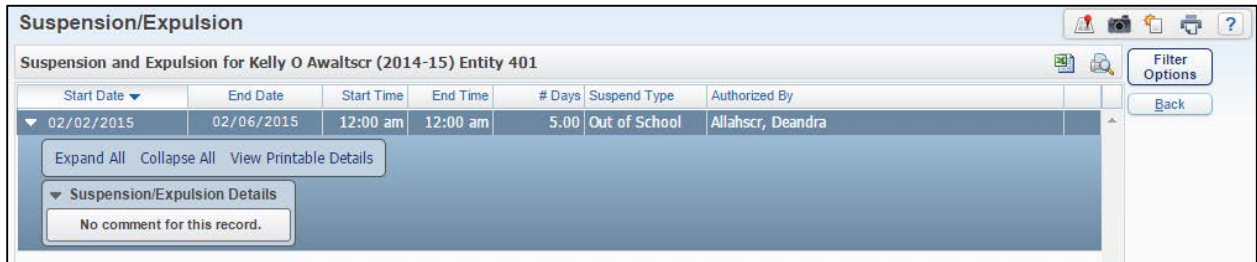 Suspension/Expulsion
?
Suspension and Expulsion for Kelly O Awaltscr (2014-15) Entity 401
Filter
Options
Start Date End Date Start Time End Time # Days Suspend Type Authorized By
Back
02/02/2015 02/06/2015 12:00 am 12:00 am 5.00 Out of School Allahscr, Deandra
Expand All Collapse All View Printable Details
Suspension/Expulsion Details
No comment for this record.